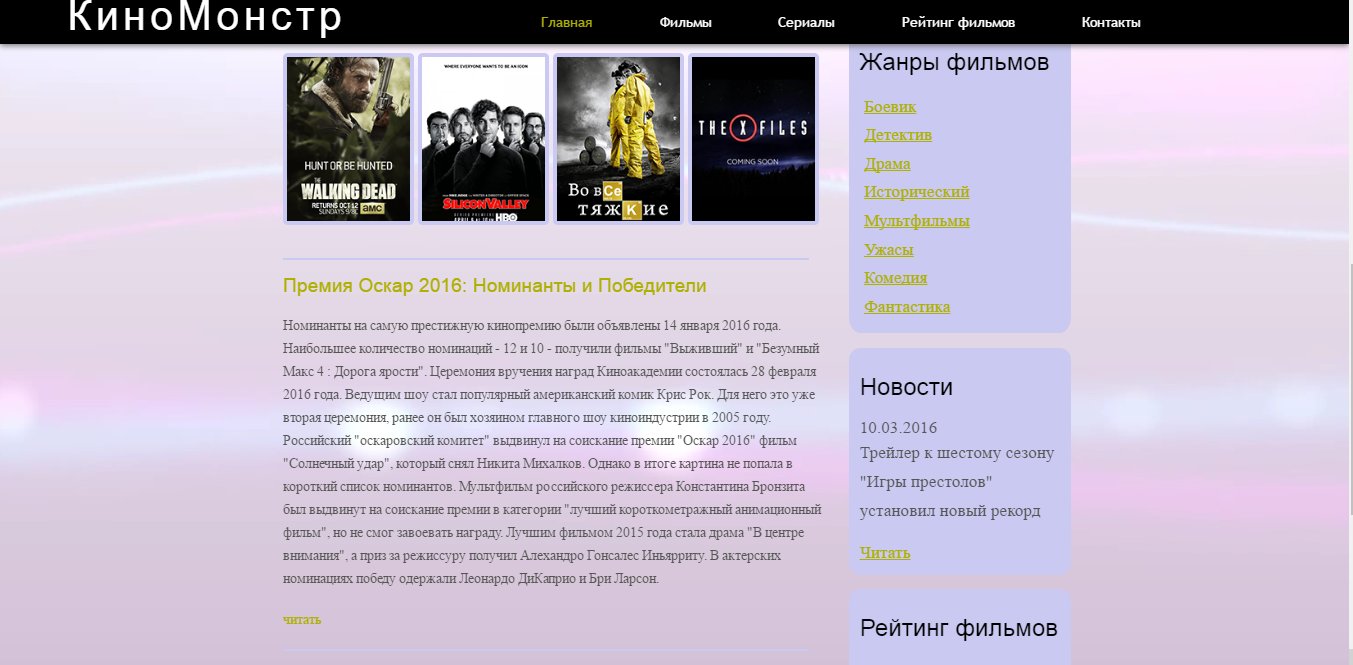 КиноМонстр
Главная
Фильмы
Сериалы
Рейтинг фильмов
Контакты
HUNT OR BE HUNTED
THE
WALKING DEAD
RETURNS OCT 12
SUNDAYS 9/8c
amc
WHERE EVERYONE WANTS TO BE AN ICON
SILICON VALLEY
HBO
Во все
тяжкие
THE X FILES
COMING SOON
Премия Оскар 2016: Номинанты и Победители
Номинанты на самую престижную кинопремию были объявлены 14 января 2016 года.
Наибольшее количество номинаций - 12 и 10 - получили фильмы "Выживший" и "Безумный
Макс 4 : Дорога ярости". Церемония вручения наград Киноакадемии состоялась 28 февраля
2016 года. Ведущим шоу стал популярный американский комик Крис Рок. Для него это уже
вторая церемония, ранее он был хозяином главного шоу киноиндустрии в 2005 году.
Российский "оскаровский комитет" выдвинул на соискание премии "Оскар 2016" фильм
"Солнечный удар", который снял Никита Михалков. Однако в итоге картина не попала в
короткий список номинантов. Мультфильм российского режиссера Константина Бронзита
был выдвинут на соискание премии в категории "лучший короткометражный анимационный
фильм", но не смог завоевать награду. Лучшим фильмом 2015 года стала драма "В центре
внимания", а приз за режиссуру получил Алехандро Гонсалес Иньярриту. В актерских
номинациях победу одержали Леонардо ДиКаприо и Бри Ларсон.
читать
Жанры фильмов
Боевик
Детектив
Драма
Исторический
Мультфильмы
Ужасы
Комедия
Фантастика
Новости
10.03.2016
Трейлер к шестому сезону
"Игры престолов"
установил новый рекорд
Читать
Рейтинг фильмов